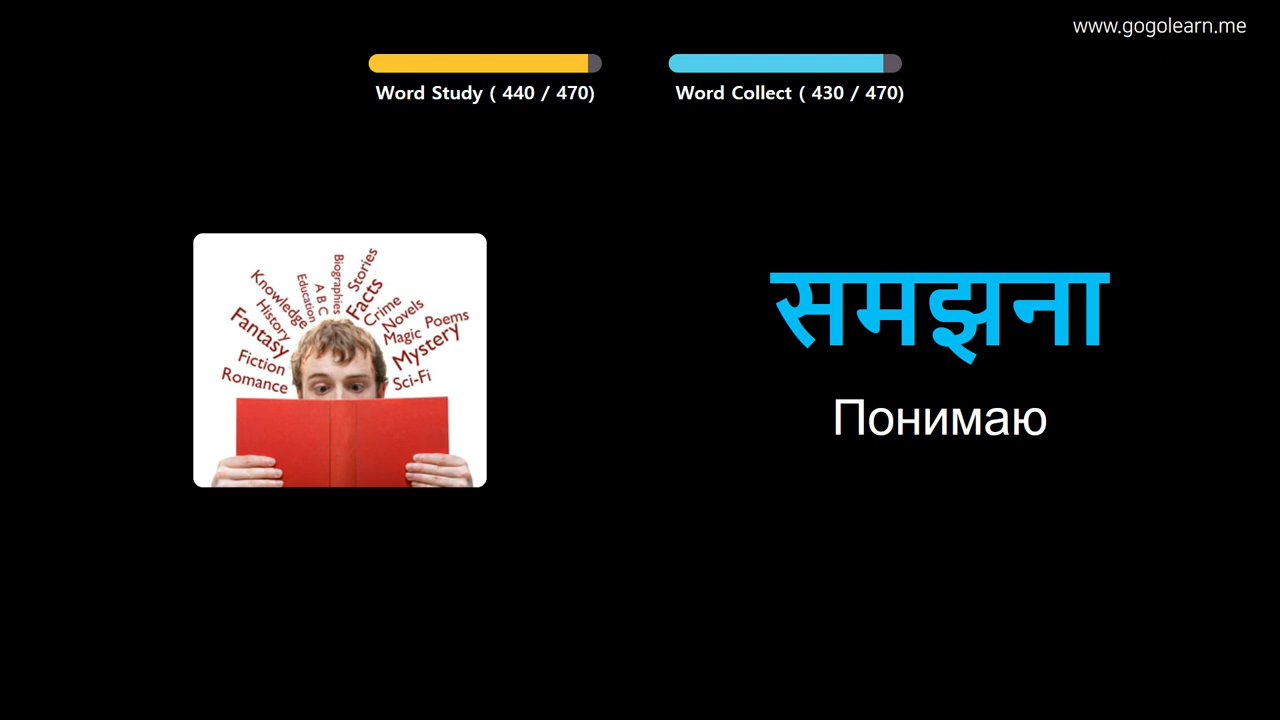 www.gogolearn.me
Word Study ( 440 / 470)
Word Collect ( 430 / 470)
Knowledge
History
Fantasy
Fiction
Romance
Education
A B C
Biographies
Stories
Facts
Crime
Novels
Magic
Poems
Mystery
Sci-Fi
समझना
Понимаю